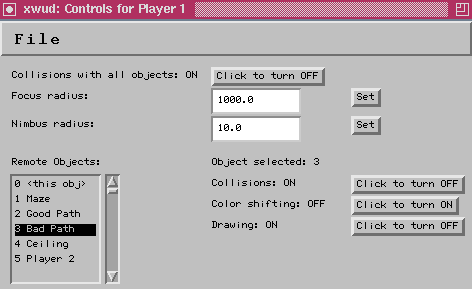 xwud: Controls for Player 1
File
Collisions with all objects: ON Click to turn OFF
Focus radius: 1000.0 Set
Nimbus radius: 10.0 Set
Remote Objects: Object selected: 3
0 <this obj> Collisions: ON Click to turn OFF
1 Maze
2 Good Path Color shifting: OFF Click to turn ON
3 Bad Path Drawing: ON Click to turn OFF
4 Ceiling
5 Player 2